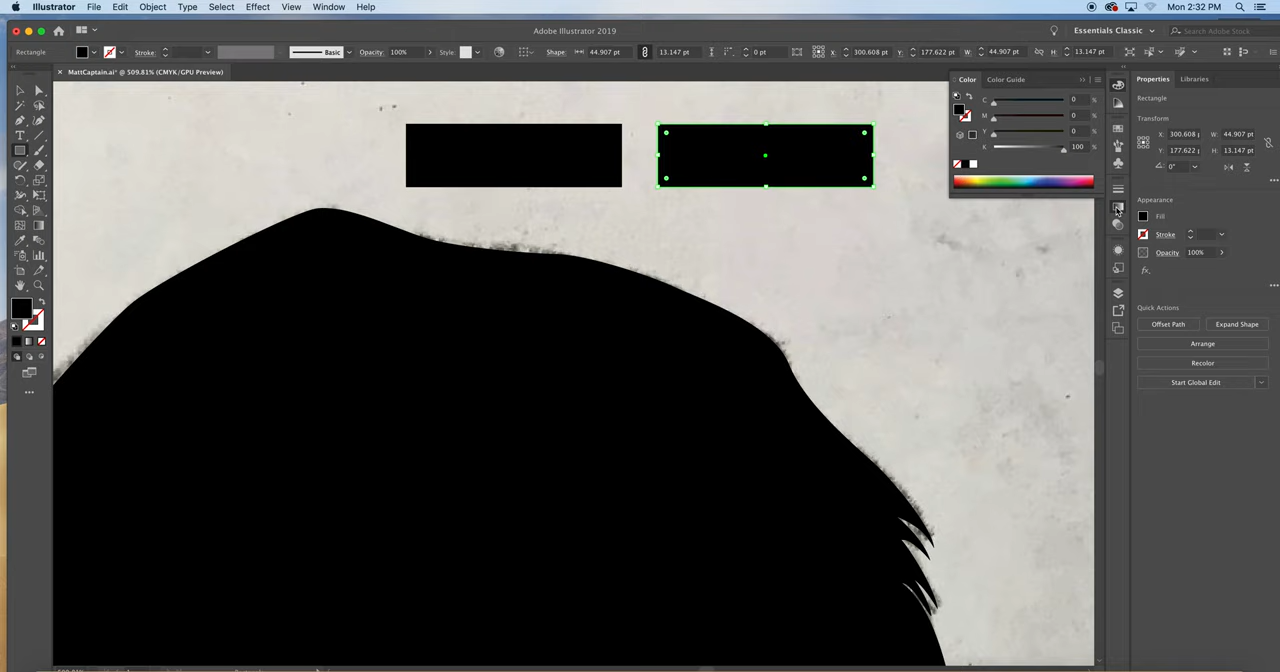 Illustrator File Edit Object Type Select Effect View Window Help Mon 2:32 PM
Adobe Illustrator 2019 Essentials Classic Search Adobe Stock
Rectangle Stroke: Basic Opacity: 100% Style: Shape: 44.907 pt 13.147 pt 0 pt X: 300.608 pt Y: 177.622 pt W: 44.907 pt H: 13.147 pt
MattCaptain.ai* @ 509.81% (CMYK/GPU Preview)
Color Color Guide
C 0 %
M 0 %
Y 0 %
K 100 %
Properties Libraries
Rectangle
Transform
X: 300.608 W: 44.907 pt
Y: 177.622 H: 13.147 pt
0°
Appearance
Fill
Stroke
Opacity 100%
fx.
Quick Actions
Offset Path Expand Shape
Arrange
Recolor
Start Global Edit